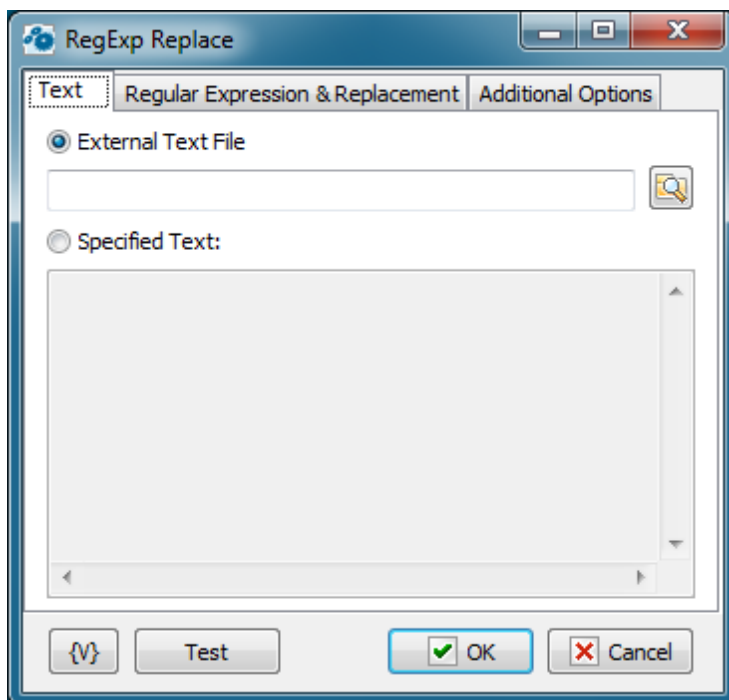 RegExp Replace
Text Regular Expression & Replacement Additional Options
External Text File
Specified Text:
{V} Test OK Cancel